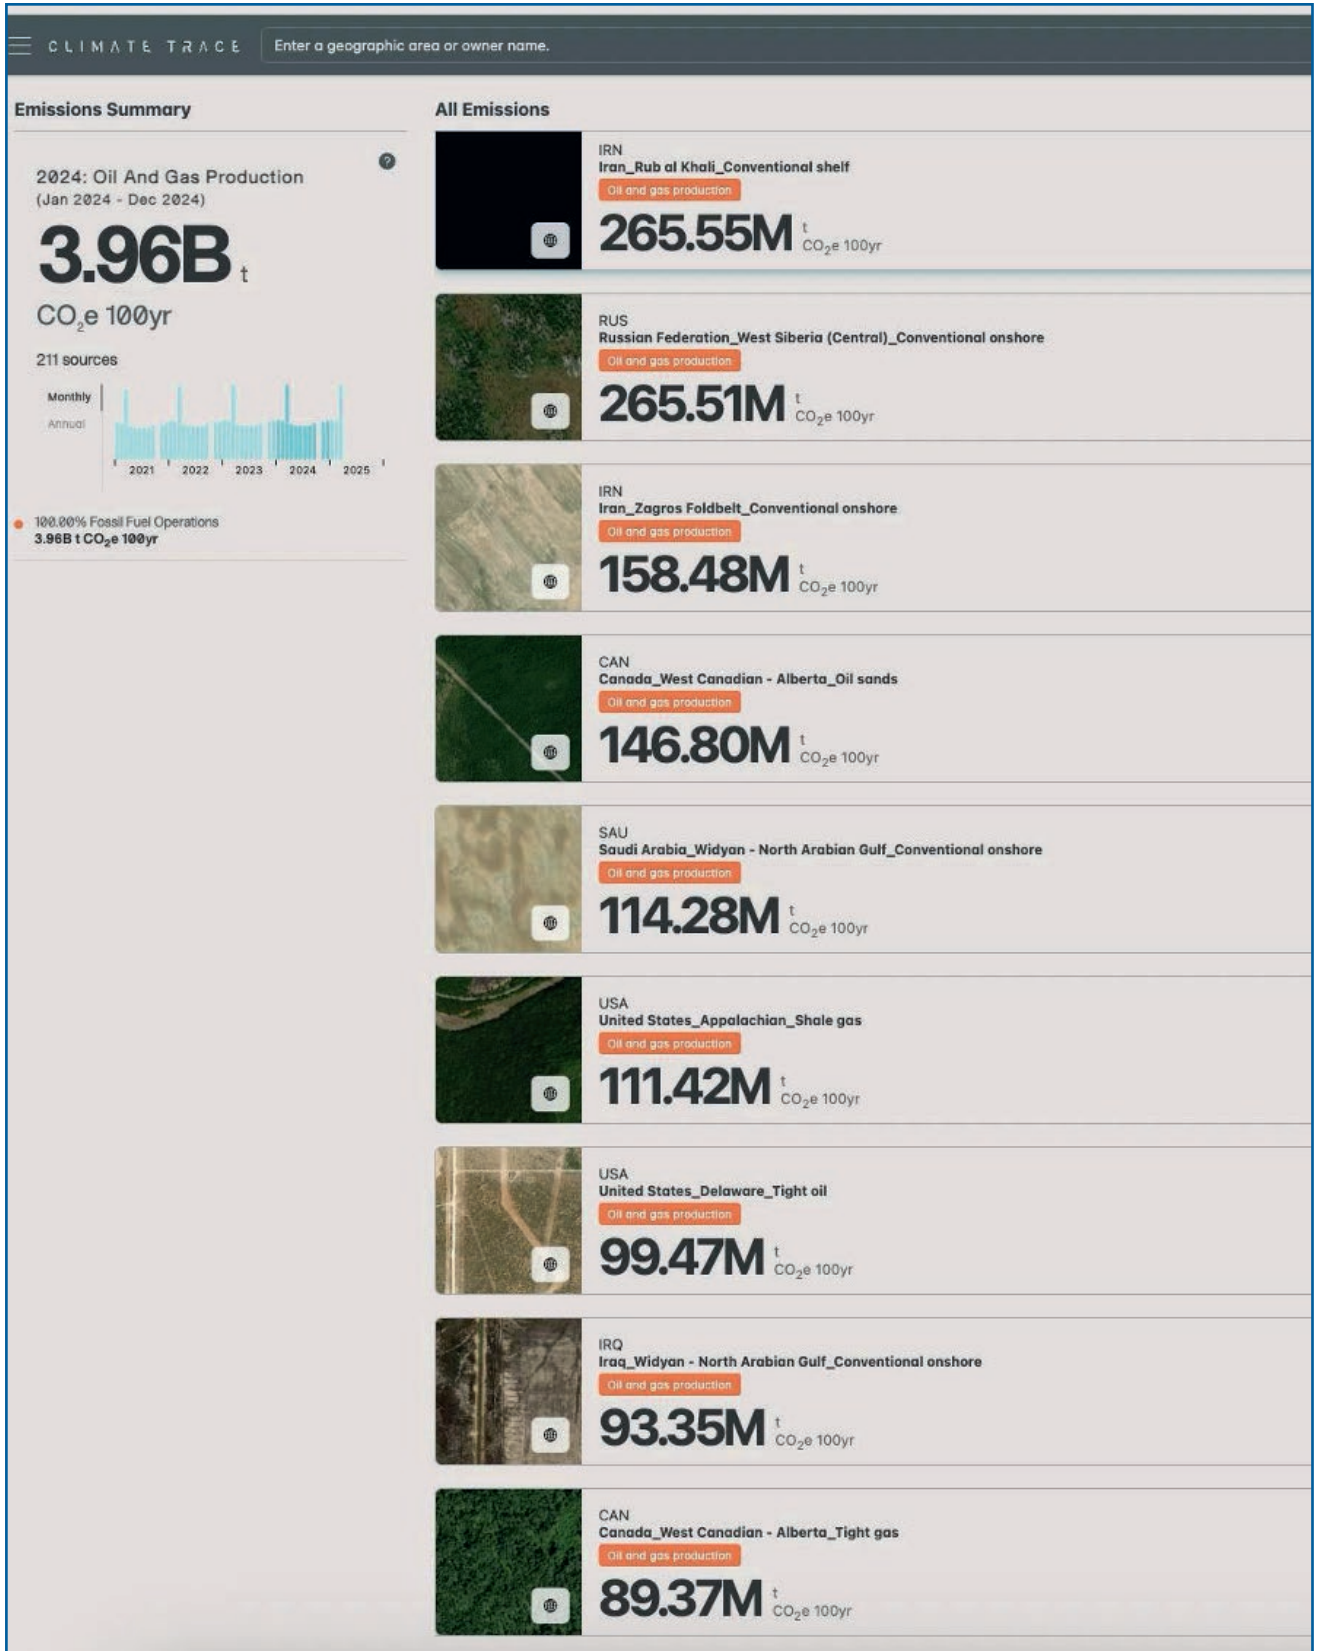 CLIMATE TRACE
Enter a geographic area or owner name.
Emissions Summary
?
2024: Oil And Gas Production
(Jan 2024 - Dec 2024)
3.96B t
CO₂e 100yr
211 sources
Monthly
Annual
2021 2022 2023 2024 2025
100.00% Fossil Fuel Operations
3.96B t CO₂e 100yr
All Emissions
IRN
Iran_Rub al Khali_Conventional shelf
Oil and gas production
265.55M t
CO₂e 100yr
RUS
Russian Federation_West Siberia (Central)_Conventional onshore
Oil and gas production
265.51M t
CO₂e 100yr
IRN
Iran_Zagros Foldbelt_Conventional onshore
Oil and gas production
158.48M t
CO₂e 100yr
CAN
Canada_West Canadian - Alberta_Oil sands
Oil and gas production
146.80M t
CO₂e 100yr
SAU
Saudi Arabia_Widyan - North Arabian Gulf_Conventional onshore
Oil and gas production
114.28M t
CO₂e 100yr
USA
United States_Appalachian_Shale gas
Oil and gas production
111.42M t
CO₂e 100yr
USA
United States_Delaware_Tight oil
Oil and gas production
99.47M t
CO₂e 100yr
IRQ
Iraq_Widyan - North Arabian Gulf_Conventional onshore
Oil and gas production
93.35M t
CO₂e 100yr
CAN
Canada_West Canadian - Alberta_Tight gas
Oil and gas production
89.37M t
CO₂e 100yr